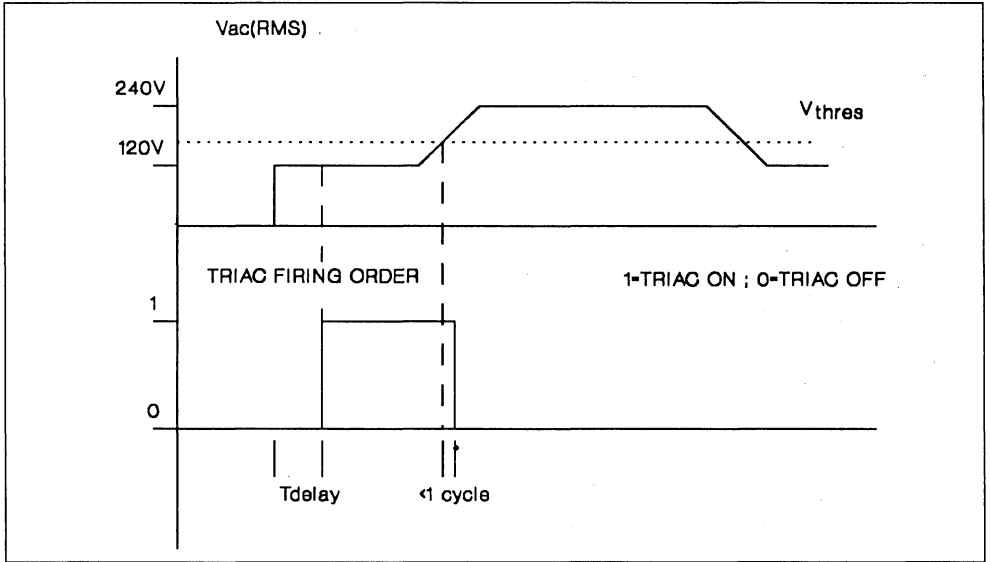 Vac(RMS)
240V
Vthres
120V
TRIAC FIRING ORDER
1=TRIAC ON ; 0=TRIAC OFF
1
0
Tdelay
<1 cycle